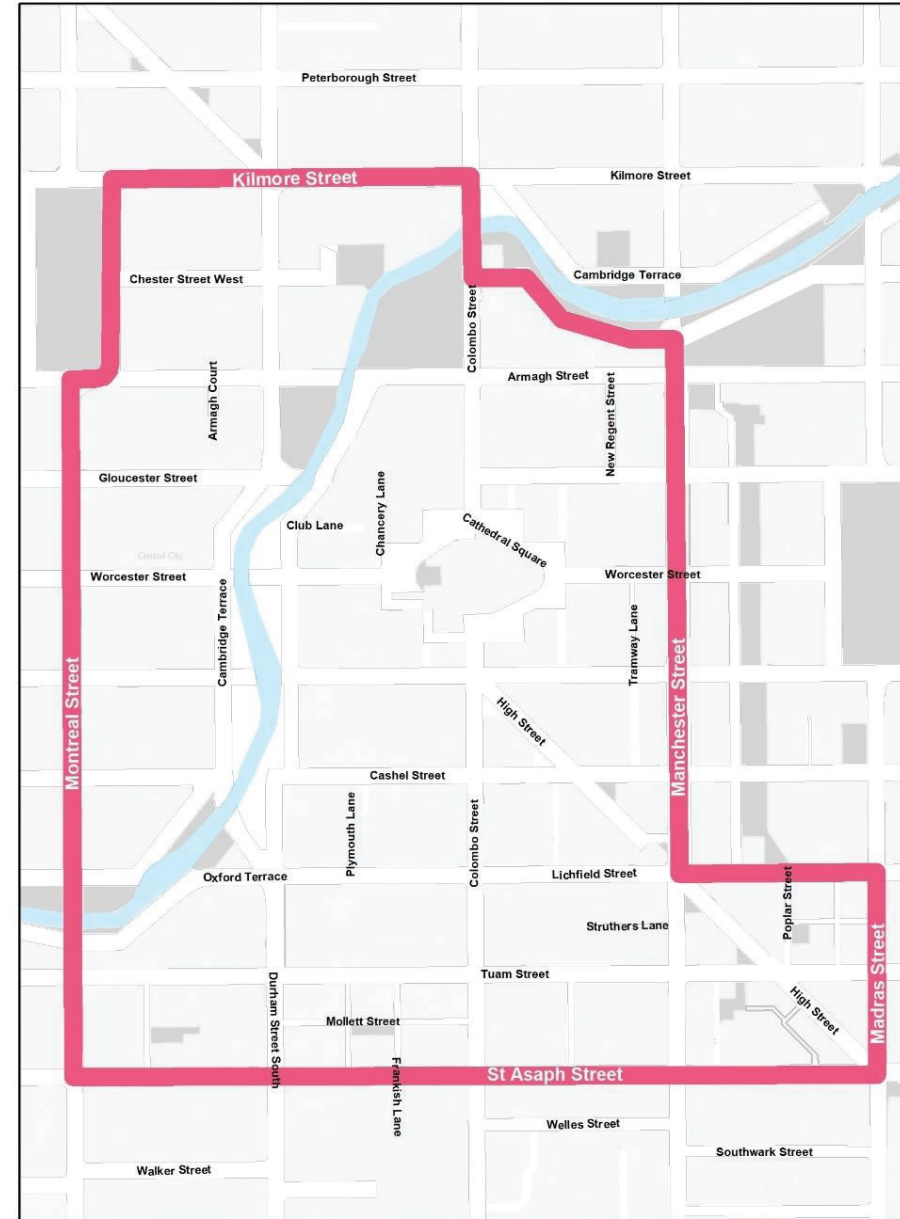 Peterborough Street
Kilmore Street
Kilmore Street
Cambridge Terrace
Chester Street West
Colombo Street
Armagh Street
Armagh Court
New Regent Street
Gloucester Street
Chancery Lane
Club Lane
Cathedral Square
Central City
Worcester Street
Worcester Street
Cambridge Terrace
Tramway Lane
Montreal Street
Manchester Street
High Street
Cashel Street
Plymouth Lane
Colombo Street
Oxford Terrace
Lichfield Street
Poplar Street
Struthers Lane
Madras Street
Tuam Street
Durham Street South
High Street
Mollett Street
St Asaph Street
Frankish Lane
Welles Street
Southwark Street
Walker Street